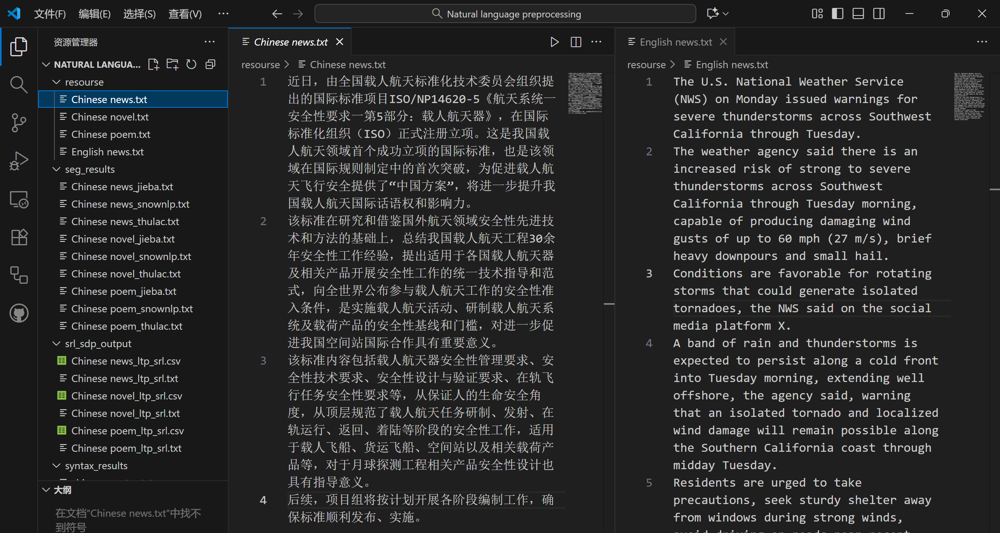 文件(F) 编辑(E) 选择(S) 查看(V) ··· Natural language preprocessing
资源管理器
NATURAL LANGUA...
resourse
Chinese news.txt
Chinese novel.txt
Chinese poem.txt
English news.txt
seg_results
Chinese news_jieba.txt
Chinese news_snownlp.txt
Chinese news_thulac.txt
Chinese novel_jieba.txt
Chinese novel_snownlp.txt
Chinese novel_thulac.txt
Chinese poem_jieba.txt
Chinese poem_snownlp.txt
Chinese poem_thulac.txt
srl_sdp_output
Chinese news_ltp_srl.csv
Chinese news_ltp_srl.txt
Chinese novel_ltp_srl.csv
Chinese novel_ltp_srl.txt
Chinese poem_ltp_srl.csv
Chinese poem_ltp_srl.txt
syntax_results
大纲
在文档“Chinese news.txt”中找不
到符号
Chinese news.txt
resourse > Chinese news.txt
1 近日，由全国载人航天标准化技术委员会组织提
出的国际标准项目ISO/NP14620-5《航天系统一
安全性要求一第5部分：载人航天器》，在国际
标准化组织（ISO）正式注册立项。这是我国载
人航天领域首个成功立项的国际标准，也是该领
域在国际规则制定中的首次突破，为促进载人航
天飞行安全提供了“中国方案”，将进一步提升我
国载人航天国际话语权和影响力。
2 该标准在研究和借鉴国外航天领域安全性先进技
术和方法的基础上，总结我国载人航天工程30余
年安全性工作经验，提出适用于各国载人航天器
及相关产品开展安全性工作的统一技术指导和范
式，向全世界公布参与载人航天工作的安全性准
入条件，是实施载人航天活动、研制载人航天系
统及载荷产品的安全性基线和门槛，对进一步促
进我国空间站国际合作具有重要意义。
3 该标准内容包括载人航天器安全性管理要求、安
全性技术要求、安全性设计与验证要求、在轨飞
行任务安全性要求等，从保证人的生命安全角
度，从顶层规范了载人航天任务研制、发射、在
轨运行、返回、着陆等阶段的安全性工作，适用
于载人飞船、货运飞船、空间站以及相关载荷产
品等，对于月球探测工程相关产品安全性设计也
具有指导意义。
4 后续，项目组将按计划开展各阶段编制工作，确
保标准顺利发布、实施。
English news.txt
resourse > English news.txt
1 The U.S. National Weather Service
(NWS) on Monday issued warnings for
severe thunderstorms across Southwest
California through Tuesday.
2 The weather agency said there is an
increased risk of strong to severe
thunderstorms across Southwest
California through Tuesday morning,
capable of producing damaging wind
gusts of up to 60 mph (27 m/s), brief
heavy downpours and small hail.
3 Conditions are favorable for rotating
storms that could generate isolated
tornadoes, the NWS said on the social
media platform X.
4 A band of rain and thunderstorms is
expected to persist along a cold front
into Tuesday morning, extending well
offshore, the agency said, warning
that an isolated tornado and localized
wind damage will remain possible along
the Southern California coast through
midday Tuesday.
5 Residents are urged to take
precautions, seek sturdy shelter away
from windows during strong winds,